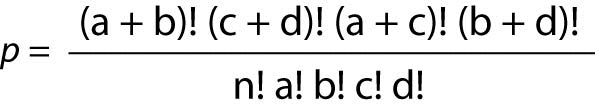 p = (a + b)! (c + d)! (a + c)! (b + d)!
n! a! b! c! d!